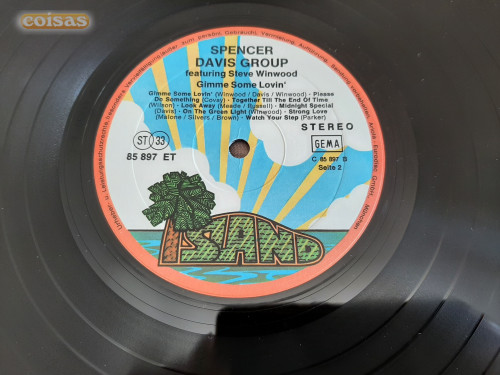 coisas
SPENCER
DAVIS GROUP
featuring Steve Winwood
Gimme Some Lovin'
Gimme Some Lovin' (Winwood / Davis / Winwood) · Please
Do Something (Covay) · Together Till The End Of Time
(Wilson) · Look Away (Meade / Russell) · Midnight Special
(Davis) · On The Green Light (Winwood) · Strong Love
(Malone / Silvers / Brown) · Watch Your Step (Parker)
STEREO
ST 33
GEMA
85 897 ET
C 85 897 B
Seite 2
ISLAND